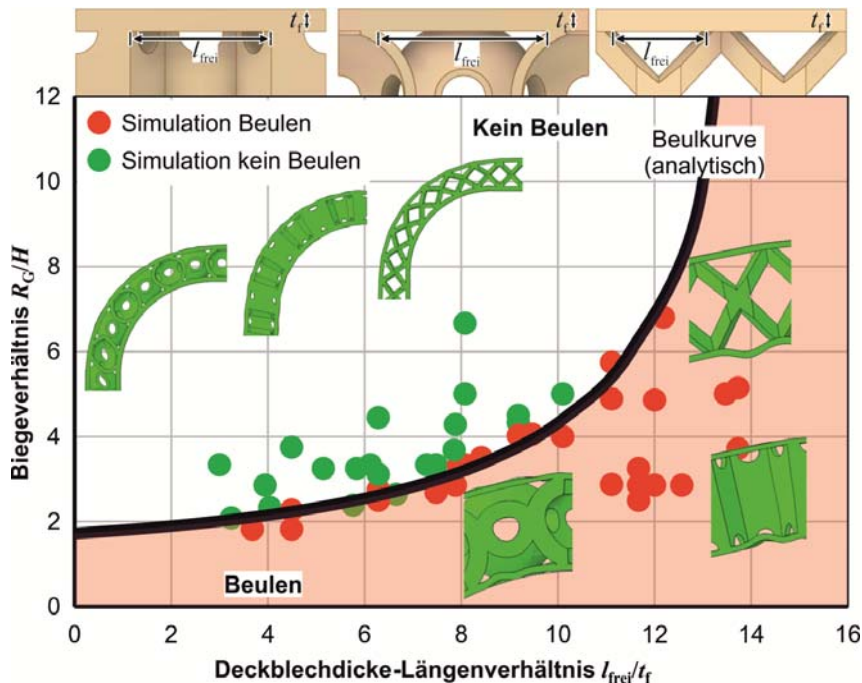 t_f
l_frei
t_f
l_frei
t_f
l_frei
12
10
8
6
4
2
0
Biegeverhältnis R_G/H
Simulation Beulen
Simulation kein Beulen
Kein Beulen
Beulkurve
(analytisch)
Beulen
0 2 4 6 8 10 12 14 16
Deckblechdicke-Längenverhältnis l_frei/t_f